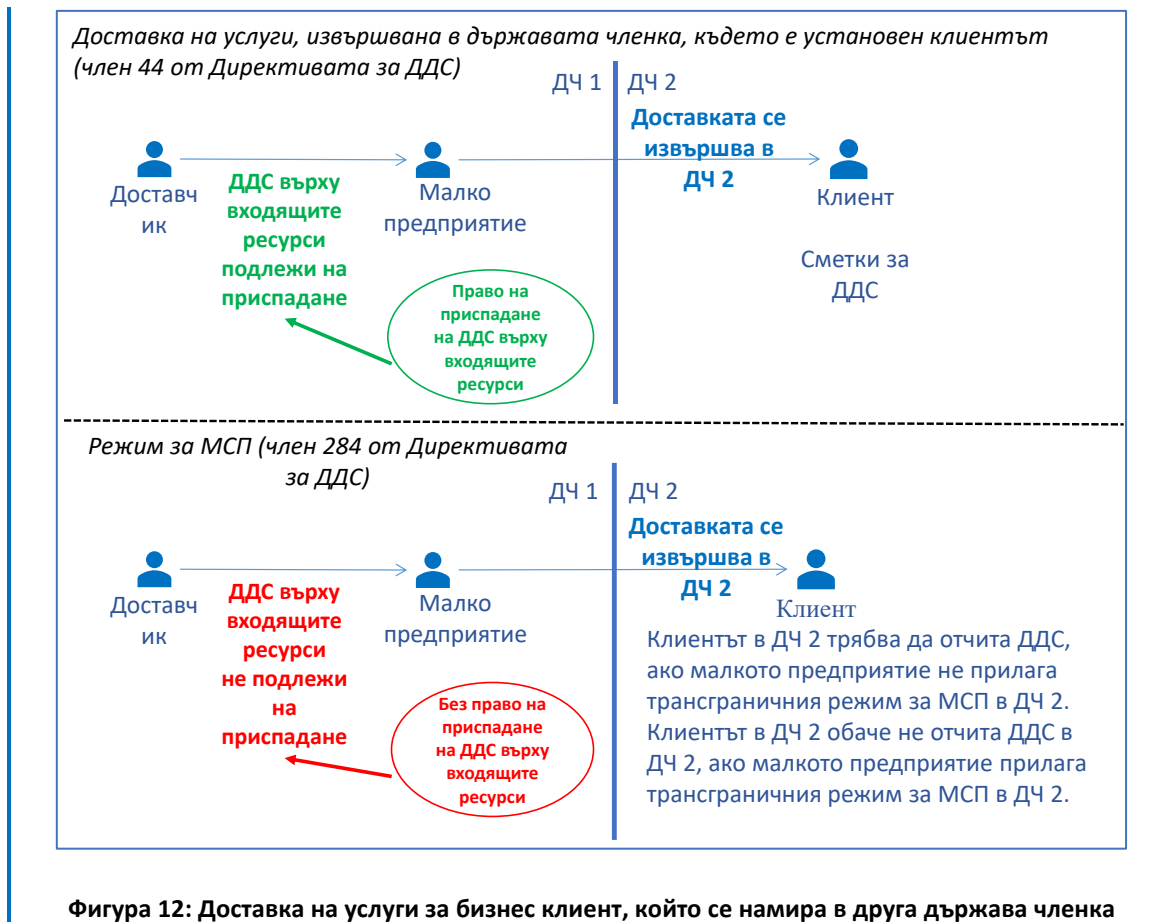 Доставка на услуги, извършвана в държавата членка, където е установен клиентът
(член 44 от Директивата за ДДС)
ДЧ 1
ДЧ 2
Доставката се
извършва в
ДЧ 2
Доставч
ик
ДДС върху
входящите
ресурси
подлежи на
приспадане
Малко
предприятие
Клиент
Сметки за
ДДС
Право на
приспадане
на ДДС върху
входящите
ресурси
Режим за МСП (член 284 от Директивата
за ДДС)
ДЧ 1
ДЧ 2
Доставката се
извършва в
ДЧ 2
Доставч
ик
ДДС върху
входящите
ресурси
не подлежи
на
приспадане
Малко
предприятие
Клиент
Клиентът в ДЧ 2 трябва да отчита ДДС,
ако малкото предприятие не прилага
трансграничния режим за МСП в ДЧ 2.
Клиентът в ДЧ 2 обаче не отчита ДДС в
ДЧ 2, ако малкото предприятие прилага
трансграничния режим за МСП в ДЧ 2.
Без право на
приспадане
на ДДС върху
входящите
ресурси
Фигура 12: Доставка на услуги за бизнес клиент, който се намира в друга държава членка